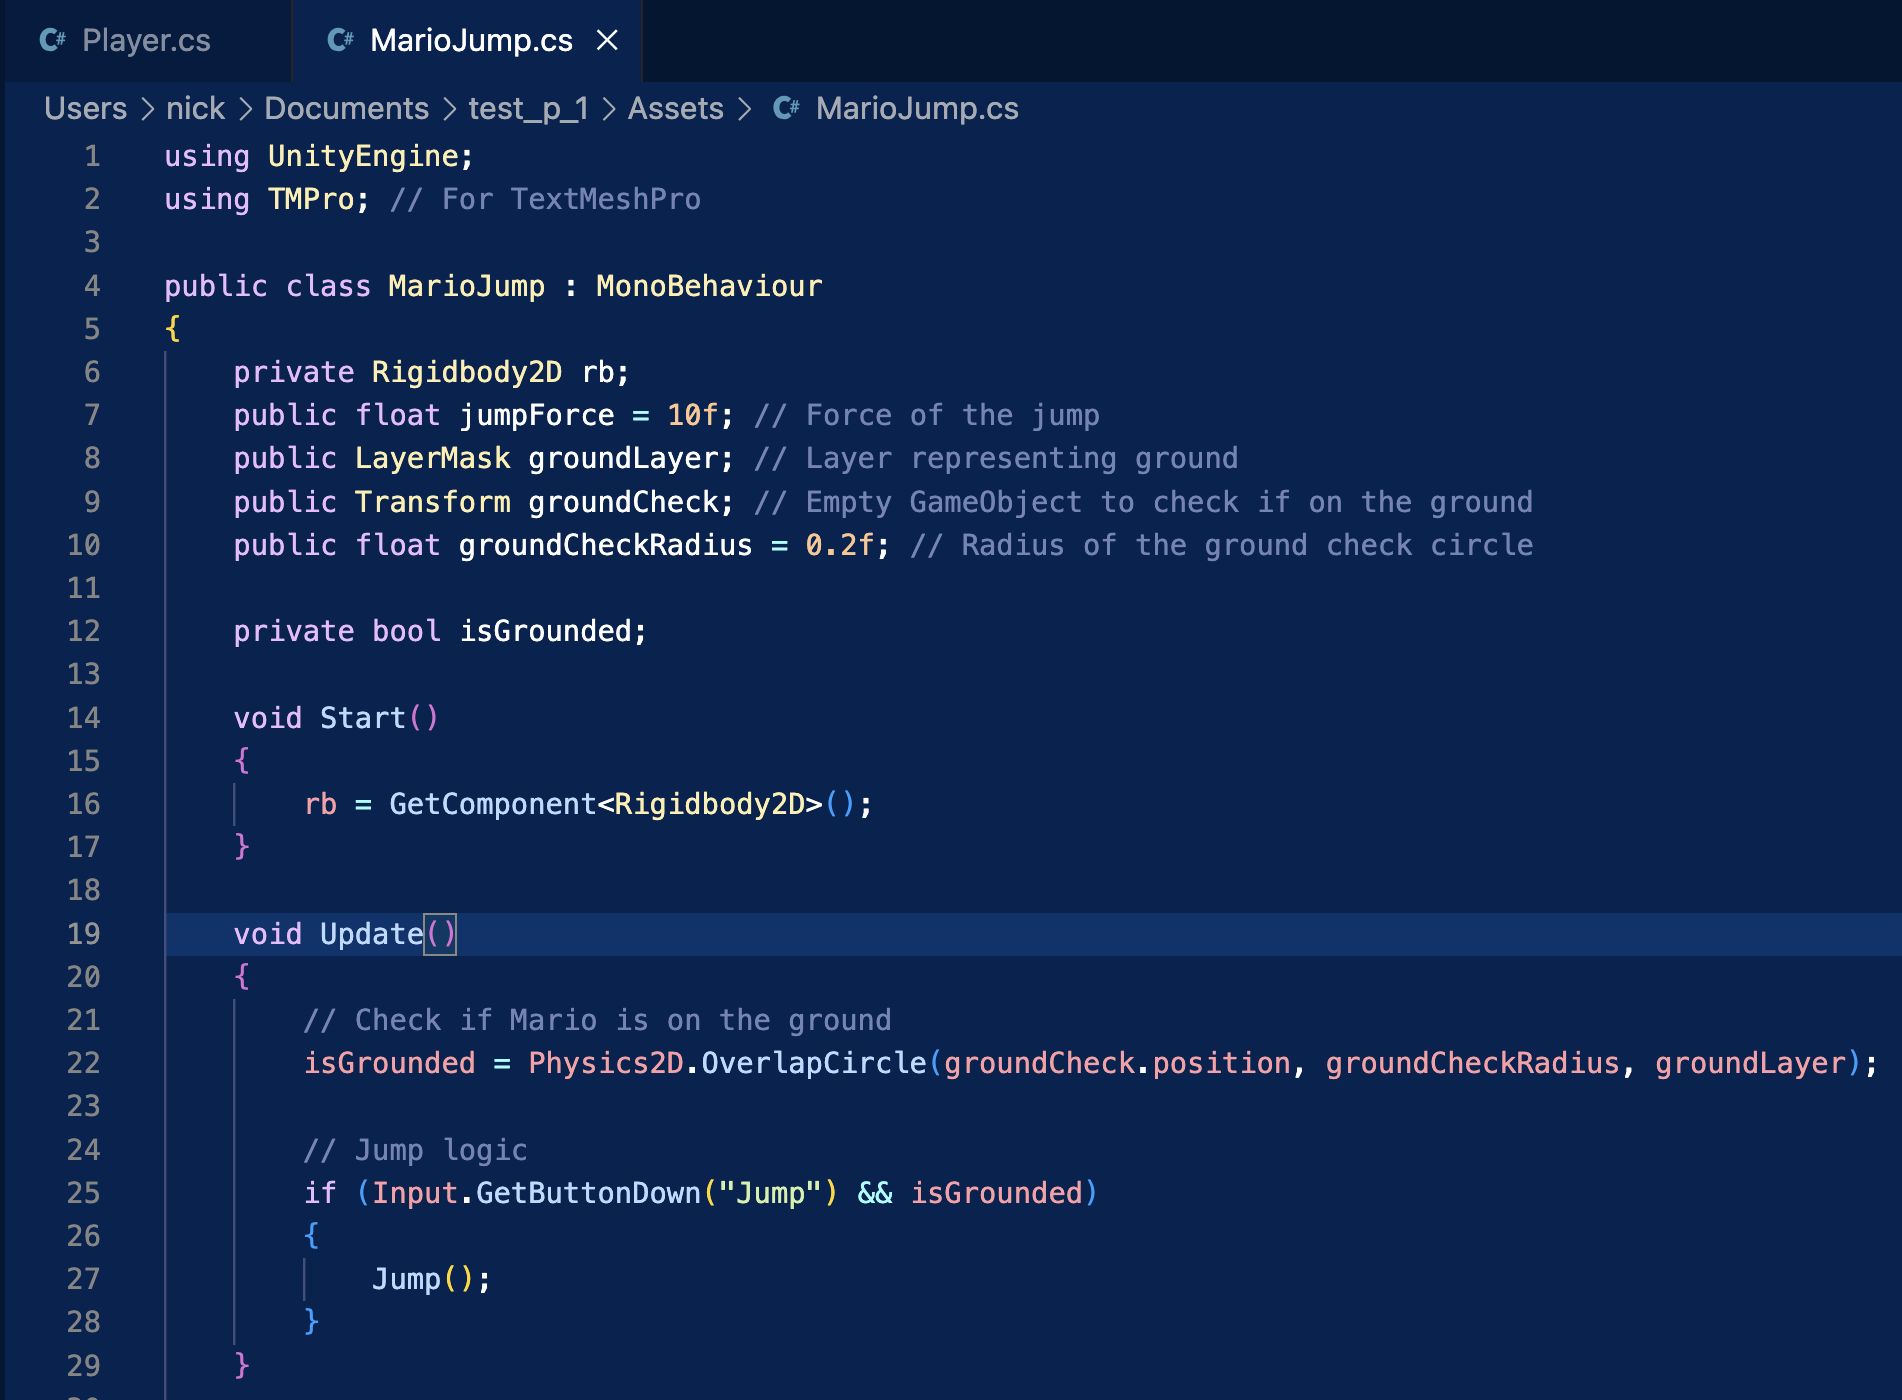 C# Player.cs C# MarioJump.cs ×
Users > nick > Documents > test_p_1 > Assets > C# MarioJump.cs
1 using UnityEngine;
2 using TMPro; // For TextMeshPro
3
4 public class MarioJump : MonoBehaviour
5 {
6     private Rigidbody2D rb;
7     public float jumpForce = 10f; // Force of the jump
8     public LayerMask groundLayer; // Layer representing ground
9     public Transform groundCheck; // Empty GameObject to check if on the ground
10     public float groundCheckRadius = 0.2f; // Radius of the ground check circle
11
12     private bool isGrounded;
13
14     void Start()
15     {
16         rb = GetComponent<Rigidbody2D>();
17     }
18
19     void Update()
20     {
21         // Check if Mario is on the ground
22         isGrounded = Physics2D.OverlapCircle(groundCheck.position, groundCheckRadius, groundLayer);
23
24         // Jump logic
25         if (Input.GetButtonDown("Jump") && isGrounded)
26         {
27             Jump();
28         }
29     }